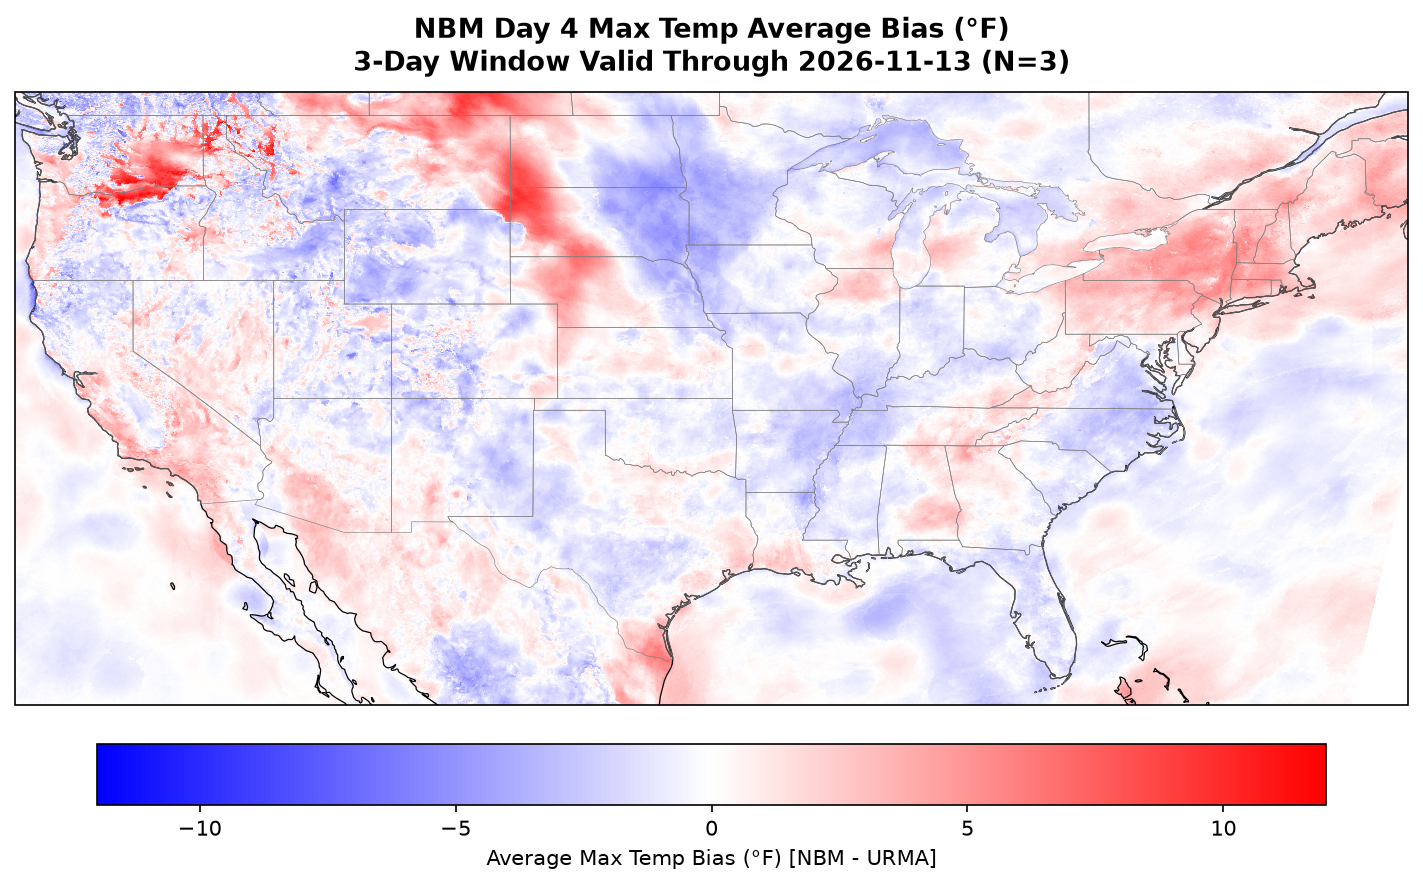 NBM Day 4 Max Temp Average Bias (°F)
3-Day Window Valid Through 2026-11-13 (N=3)
−10 −5 0 5 10
Average Max Temp Bias (°F) [NBM - URMA]